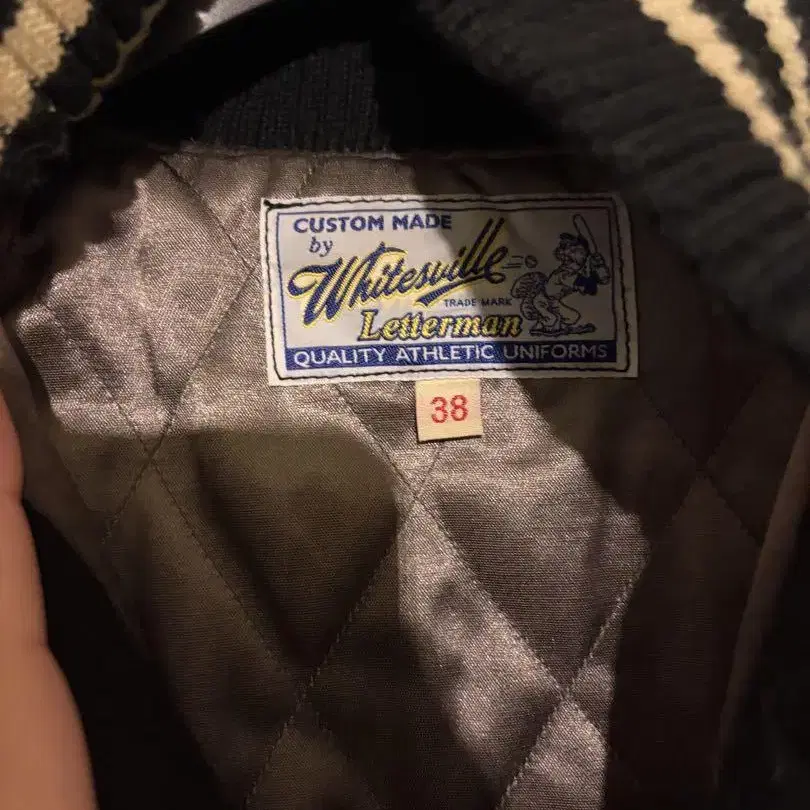 CUSTOM MADE
by
Whitesville
TRADE MARK
Letterman
QUALITY ATHLETIC UNIFORMS
38